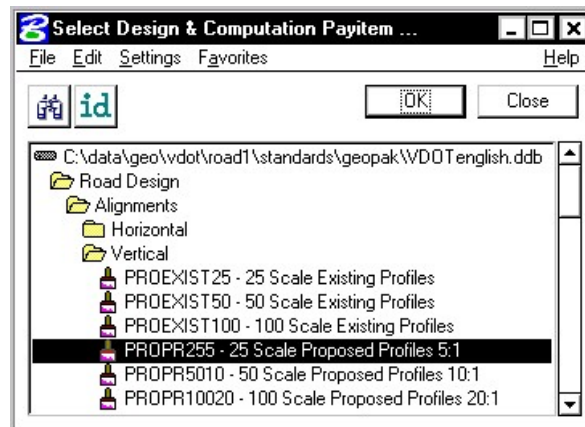 Select Design & Computation Payitem ...
File Edit Settings Favorites Help
id OK Close
C:\data\geo\vdot\road1\standards\geopak\VDOTenglish.ddb
Road Design
Alignments
Horizontal
Vertical
PROEXIST25 - 25 Scale Existing Profiles
PROEXIST50 - 50 Scale Existing Profiles
PROEXIST100 - 100 Scale Existing Profiles
PROPR255 - 25 Scale Proposed Profiles 5:1
PROPR5010 - 50 Scale Proposed Profiles 10:1
PROPR10020 - 100 Scale Proposed Profiles 20:1